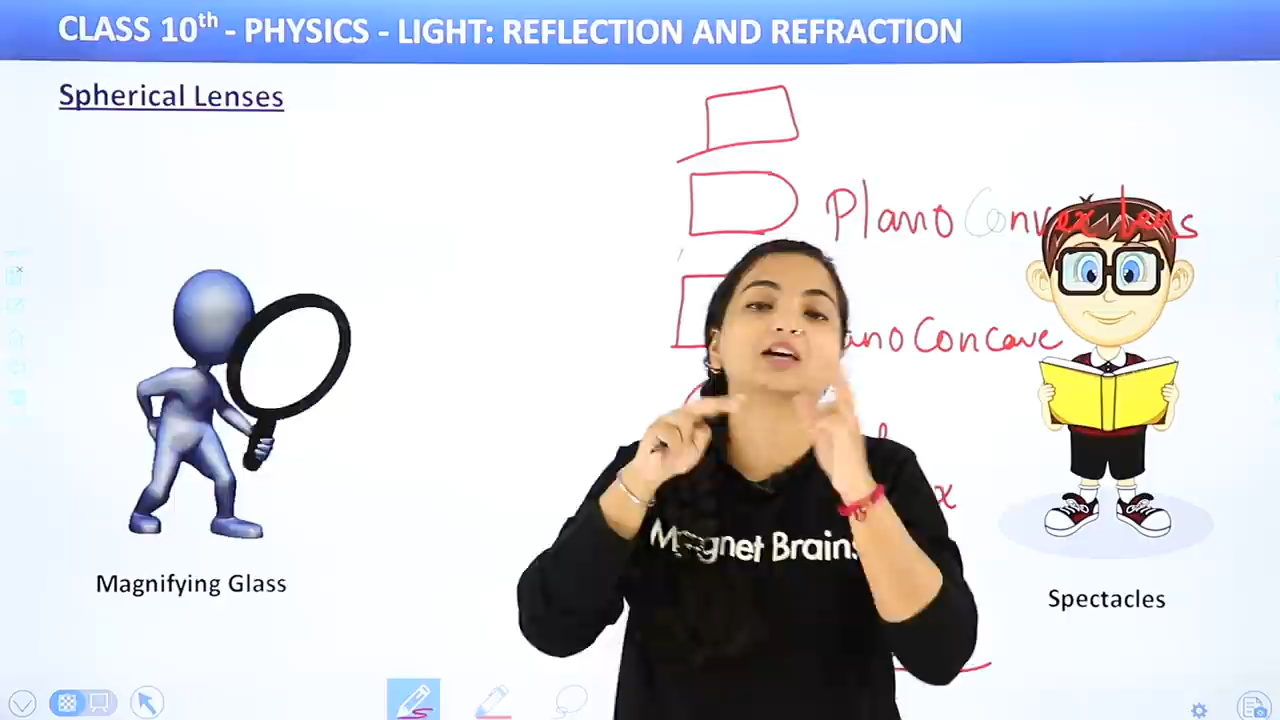 CLASS 10th - PHYSICS - LIGHT: REFLECTION AND REFRACTION
Spherical Lenses
Plano Convex Lens
ano Concave
x
Magnet Brains
Magnifying Glass
Spectacles